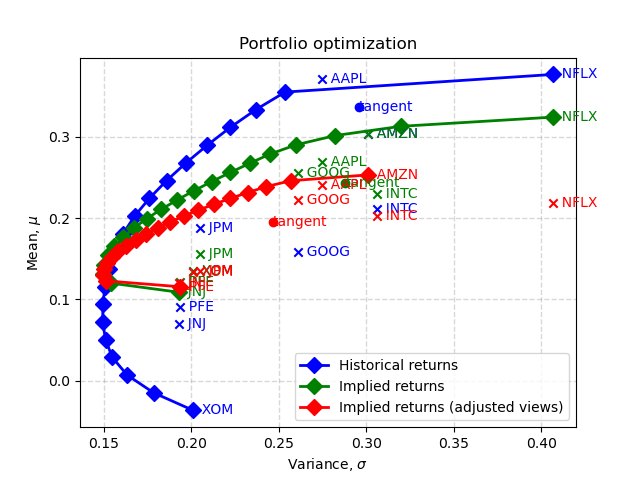 Portfolio optimization
NFLX
AAPL
tangent
NFLX
AMZN
AAPL
GOOG
AMZN
tangent
INTC
GOOG
NFLX
INTC
INTC
tangent
JPM
GOOG
JPM
JPM
PFE
JNJ
PFE
JNJ
XOM
0.3
0.2
0.1
0.0
Mean, μ
0.15
0.20
0.25
0.30
0.35
0.40
Variance, σ
Historical returns
Implied returns
Implied returns (adjusted views)